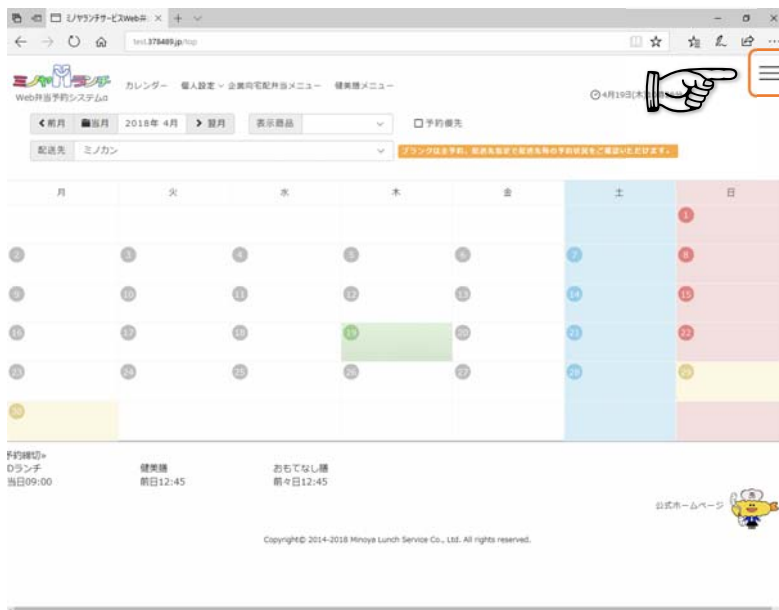 ミノヤランチサービスWeb弁
test.378489.jp/top
ミノヤランチ
Web弁当予約システムα
カレンダー 個人設定 企業向宅配弁当メニュー 健美膳メニュー
4月19日(木)
前月 当月 2018年 4月 翌月 表示商品 予約優先
配送先 ミノカン
ブランクは全予約、配送先指定で配送先毎の予約状況をご確認いただけます。
月 火 水 木 金 土 日
1
2 3 4 5 6 7 8
9 10 11 12 13 14 15
16 17 18 19 20 21 22
23 24 25 26 27 28 29
30
予約締切»
Dランチ 健美膳 おもてなし膳
当日09:00 前日12:45 前々日12:45
公式ホームページ
Copyright© 2014-2018 Minoya Lunch Service Co., Ltd. All rights reserved.